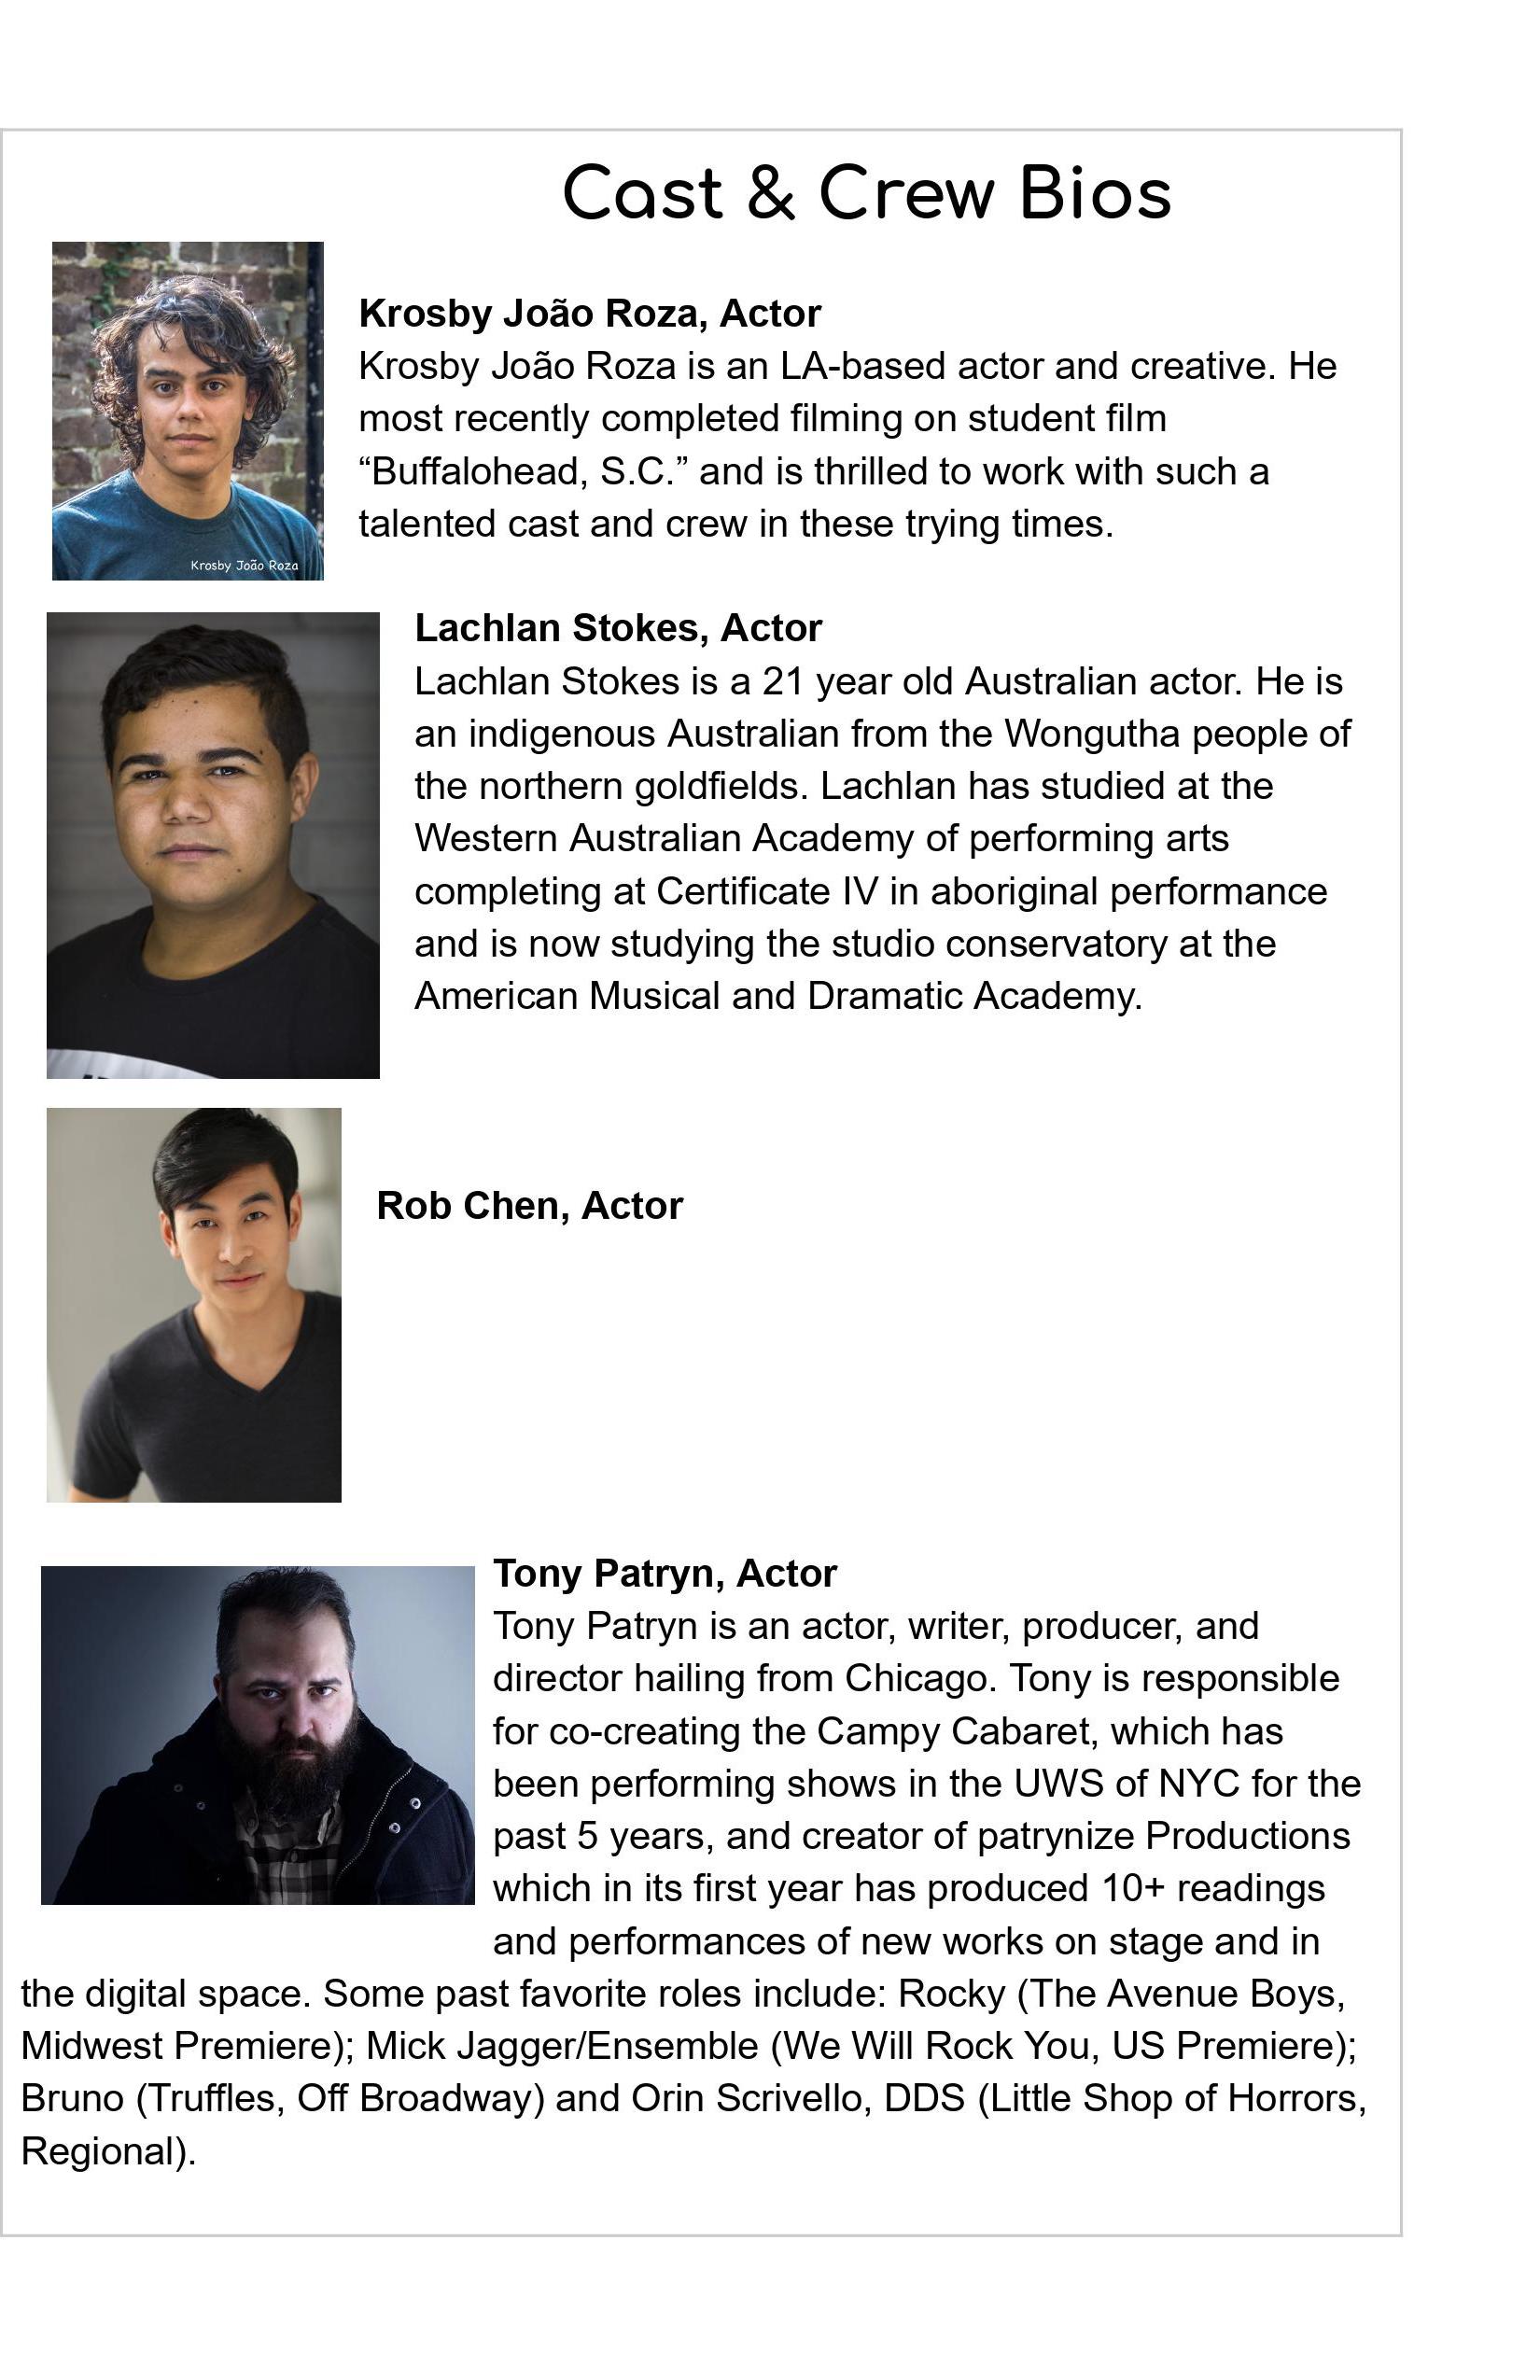 Cast & Crew Bios
Krosby João Roza, Actor
Krosby João Roza is an LA-based actor and creative. He
most recently completed filming on student film
“Buffalohead, S.C.” and is thrilled to work with such a
talented cast and crew in these trying times.
Krosby João Roza
Lachlan Stokes, Actor
Lachlan Stokes is a 21 year old Australian actor. He is
an indigenous Australian from the Wongutha people of
the northern goldfields. Lachlan has studied at the
Western Australian Academy of performing arts
completing at Certificate IV in aboriginal performance
and is now studying the studio conservatory at the
American Musical and Dramatic Academy.
Rob Chen, Actor
Tony Patryn, Actor
Tony Patryn is an actor, writer, producer, and
director hailing from Chicago. Tony is responsible
for co-creating the Campy Cabaret, which has
been performing shows in the UWS of NYC for the
past 5 years, and creator of patrynize Productions
which in its first year has produced 10+ readings
and performances of new works on stage and in
the digital space. Some past favorite roles include: Rocky (The Avenue Boys,
Midwest Premiere); Mick Jagger/Ensemble (We Will Rock You, US Premiere);
Bruno (Truffles, Off Broadway) and Orin Scrivello, DDS (Little Shop of Horrors,
Regional).